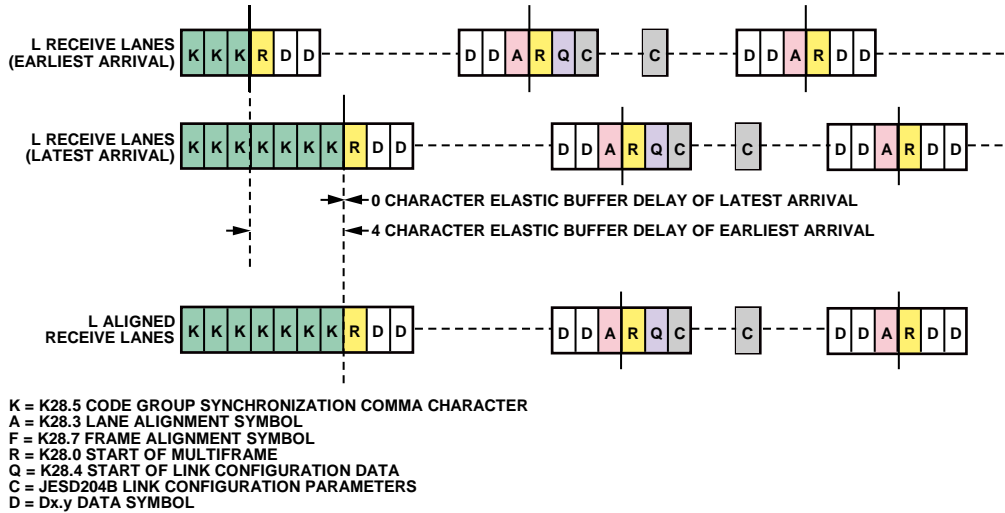 L RECEIVE LANES
(EARLIEST ARRIVAL)
K K K R D D
D D A R Q C
C
D D A R D D
L RECEIVE LANES
(LATEST ARRIVAL)
K K K K K K K R D D
D D A R Q C
C
D D A R D D
0 CHARACTER ELASTIC BUFFER DELAY OF LATEST ARRIVAL
4 CHARACTER ELASTIC BUFFER DELAY OF EARLIEST ARRIVAL
L ALIGNED
RECEIVE LANES
K K K K K K K R D D
D D A R Q C
C
D D A R D D
K = K28.5 CODE GROUP SYNCHRONIZATION COMMA CHARACTER
A = K28.3 LANE ALIGNMENT SYMBOL
F = K28.7 FRAME ALIGNMENT SYMBOL
R = K28.0 START OF MULTIFRAME
Q = K28.4 START OF LINK CONFIGURATION DATA
C = JESD204B LINK CONFIGURATION PARAMETERS
D = Dx.y DATA SYMBOL